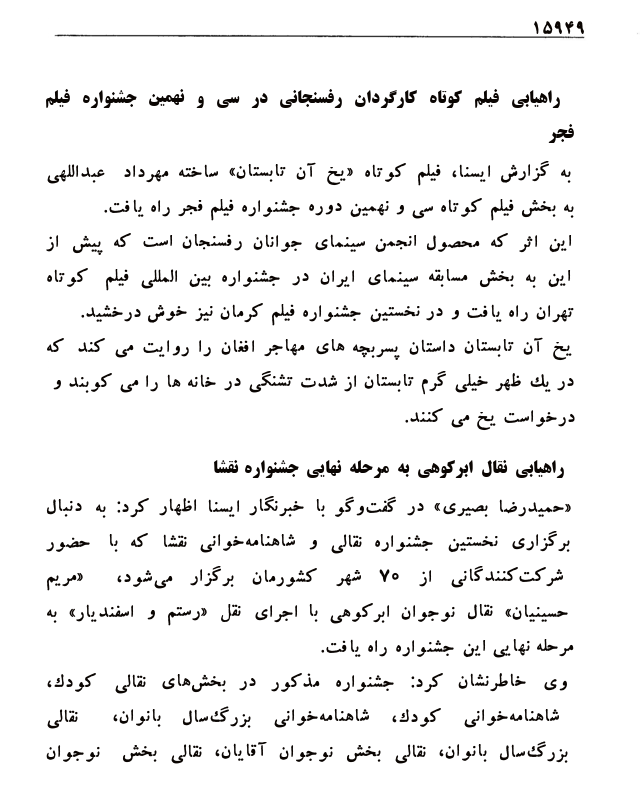 ۱۵۹۴۹
راهیابی فیلم کوتاه کارگردان رفسنجانی در سی و نهمین جشنواره فیلم
فجر
به گزارش ایسنا، فیلم کوتاه «یخ آن تابستان» ساخته مهرداد عبداللهی
به بخش فیلم کوتاه سی و نهمین دوره جشنواره فیلم فجر راه یافت.
این اثر که محصول انجمن سینمای جوانان رفسنجان است که پیش از
این به بخش مسابقه سینمای ایران در جشنواره بین المللی فیلم کوتاه
تهران راه یافت و در نخستین جشنواره فیلم کرمان نیز خوش درخشید.
یخ آن تابستان داستان پسربچه های مهاجر افغان را روایت می کند که
در یك ظهر خیلی گرم تابستان از شدت تشنگی در خانه ها را می کوبند و
درخواست یخ می کنند.
راهیابی نقال ابرکوهی به مرحله نهایی جشنواره نقشا
«حمیدرضا بصیری» در گفت‌وگو با خبرنگار ایسنا اظهار کرد: به دنبال
برگزاری نخستین جشنواره نقالی و شاهنامه‌خوانی نقشا که با حضور
شرکت‌کنندگانی از ۷۰ شهر کشورمان برگزار می‌شود، «مریم
حسینیان» نقال نوجوان ابرکوهی با اجرای نقل «رستم و اسفندیار» به
مرحله نهایی این جشنواره راه یافت.
وی خاطرنشان کرد: جشنواره مذکور در بخش‌های نقالی کودك،
شاهنامه‌خوانی کودك، شاهنامه‌خوانی بزرگ‌سال بانوان، نقالی
بزرگ‌سال بانوان، نقالی بخش نوجوان آقایان، نقالی بخش نوجوان